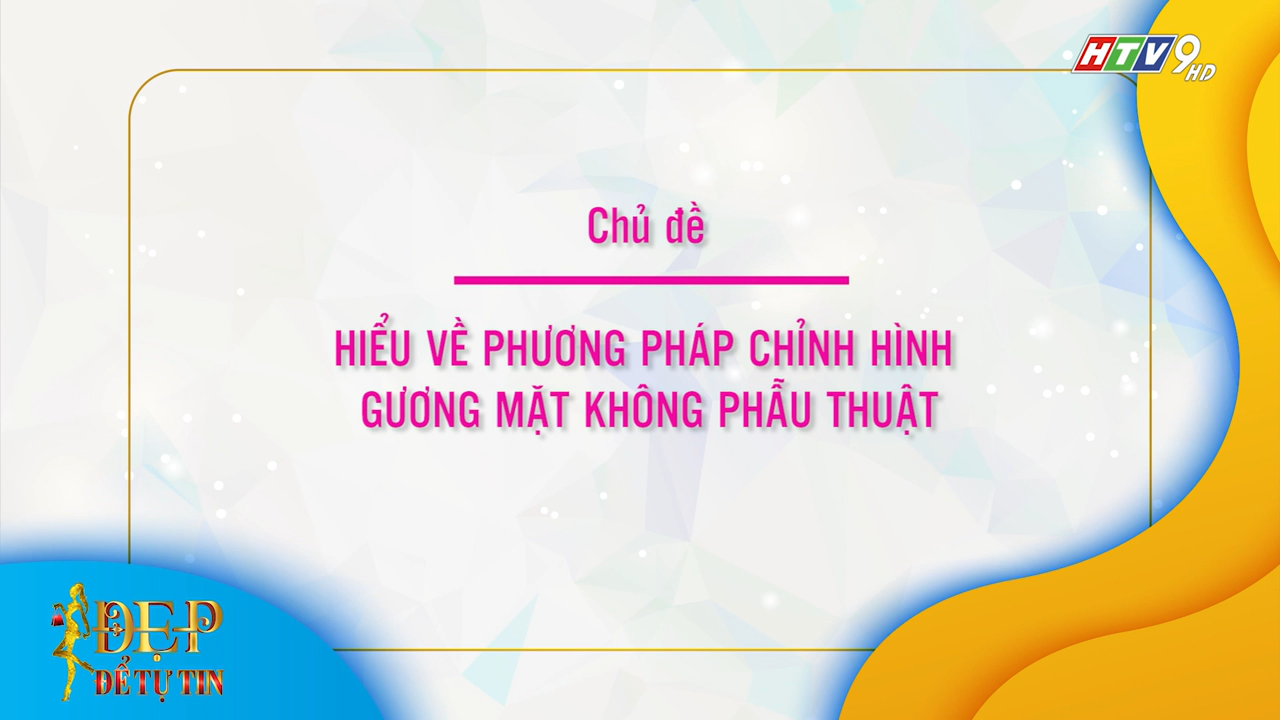 HTV9 HD
Chủ đề
HIỂU VỀ PHƯƠNG PHÁP CHỈNH HÌNH
GƯƠNG MẶT KHÔNG PHẪU THUẬT
ĐẸP
ĐỂ TỰ TIN